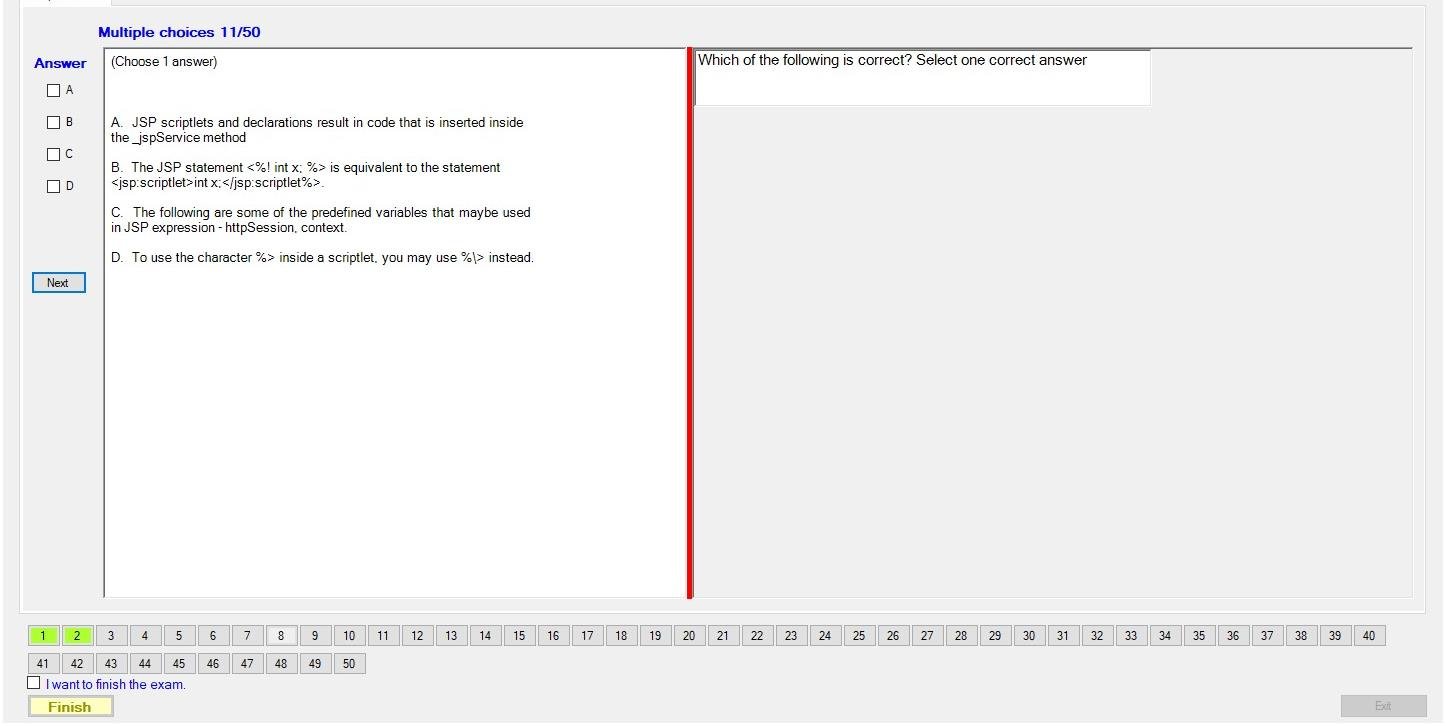 Multiple choices 11/50
Answer
A
B
C
D
Next
(Choose 1 answer)
A. JSP scriptlets and declarations result in code that is inserted inside
the _jspService method
B. The JSP statement <%! int x; %> is equivalent to the statement
<jsp:scriptlet>int x;</jsp:scriptlet%>.
C. The following are some of the predefined variables that maybe used
in JSP expression - httpSession, context.
D. To use the character %> inside a scriptlet, you may use %\> instead.
Which of the following is correct? Select one correct answer
1 2 3 4 5 6 7 8 9 10 11 12 13 14 15 16 17 18 19 20 21 22 23 24 25 26 27 28 29 30 31 32 33 34 35 36 37 38 39 40
41 42 43 44 45 46 47 48 49 50
I want to finish the exam.
Finish
Exit